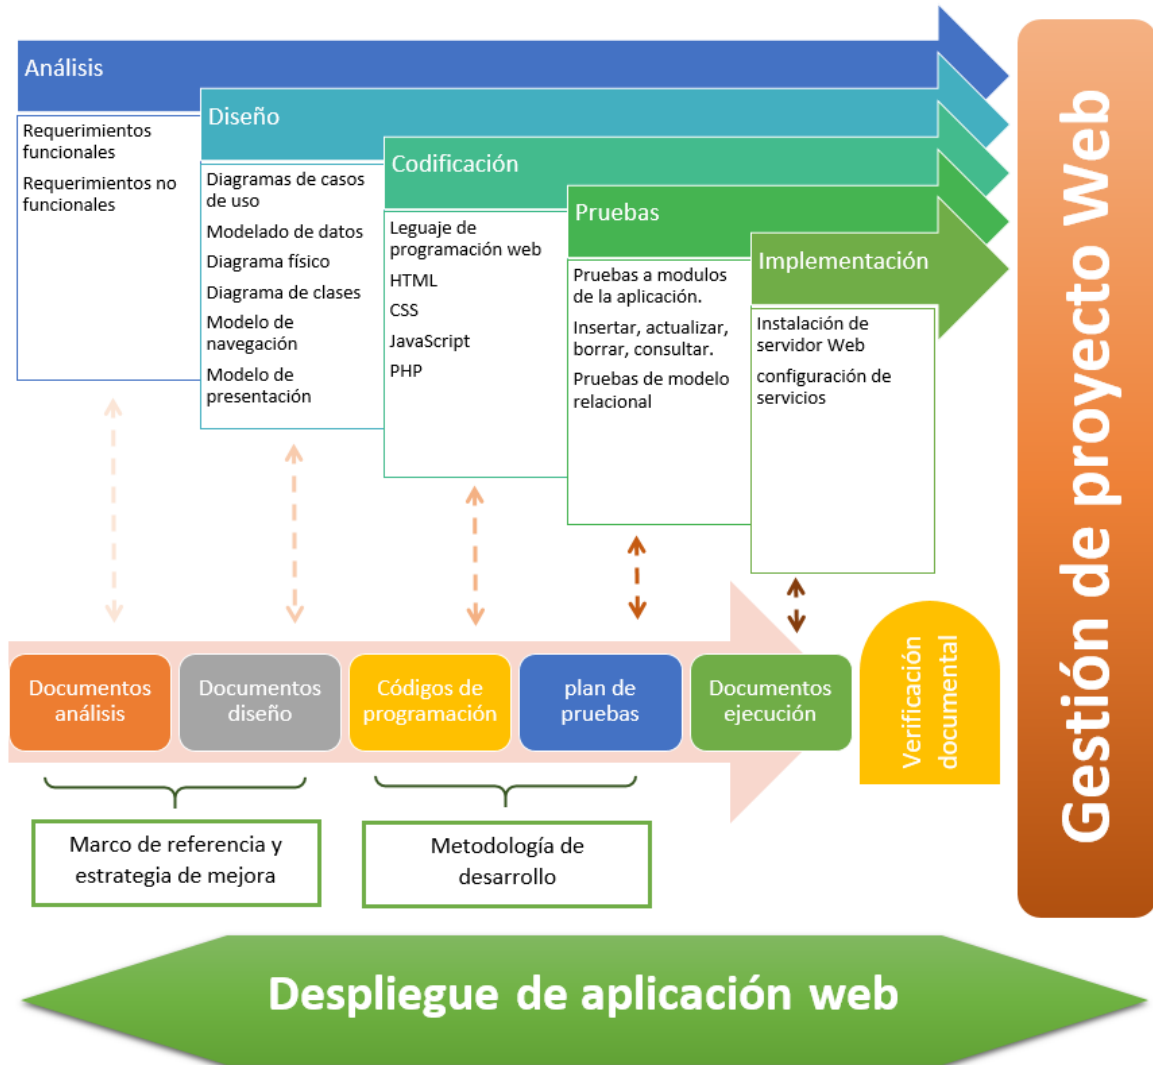 Análisis
Requerimientos
funcionales
Requerimientos no
funcionales
Diseño
Diagramas de casos
de uso
Modelado de datos
Diagrama físico
Diagrama de clases
Modelo de
navegación
Modelo de
presentación
Codificación
Leguaje de
programación web
HTML
CSS
JavaScript
PHP
Pruebas
Pruebas a modulos
de la aplicación.
Insertar, actualizar,
borrar, consultar.
Pruebas de modelo
relacional
Implementación
Instalación de
servidor Web
configuración de
servicios
Gestión de proyecto Web
Documentos
análisis
Documentos
diseño
Códigos de
programación
plan de
pruebas
Documentos
ejecución
Verificación
documental
Marco de referencia y
estrategia de mejora
Metodología de
desarrollo
Despliegue de aplicación web